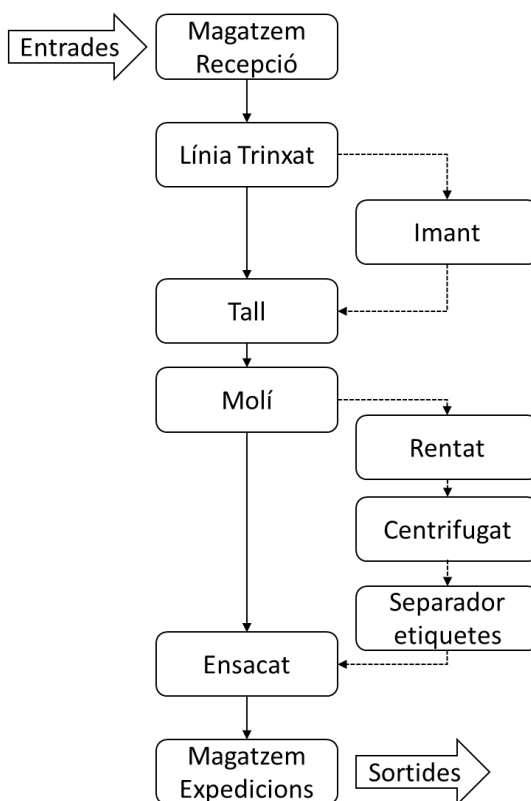 Entrades
Magatzem
Recepció
Línia Trinxat
Imant
Tall
Molí
Rentat
Centrifugat
Separador
etiquetes
Ensacat
Magatzem
Expedicions
Sortides